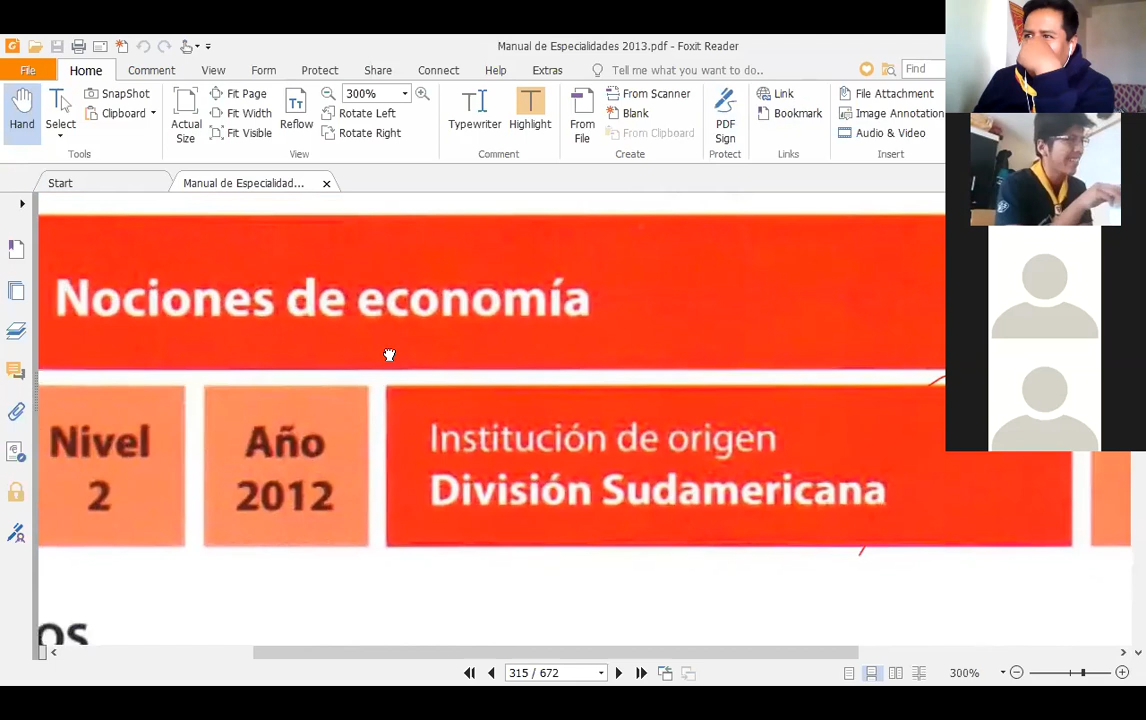 Manual de Especialidades 2013.pdf - Foxit Reader
File Home Comment View Form Protect Share Connect Help Extras Tell me what you want to do.. Find
Hand
Select
SnapShot
Clipboard
Tools
Actual Size
Fit Page
Fit Width
Fit Visible
Reflow
300%
Rotate Left
Rotate Right
View
Typewriter
Highlight
Comment
From File
From Scanner
Blank
From Clipboard
Create
PDF Sign
Protect
Link
Bookmark
Links
File Attachment
Image Annotation
Audio & Video
Insert
Start
Manual de Especialidad...
Nociones de economía
Nivel
2
Año
2012
Institución de origen
División Sudamericana
os
315 / 672
300%